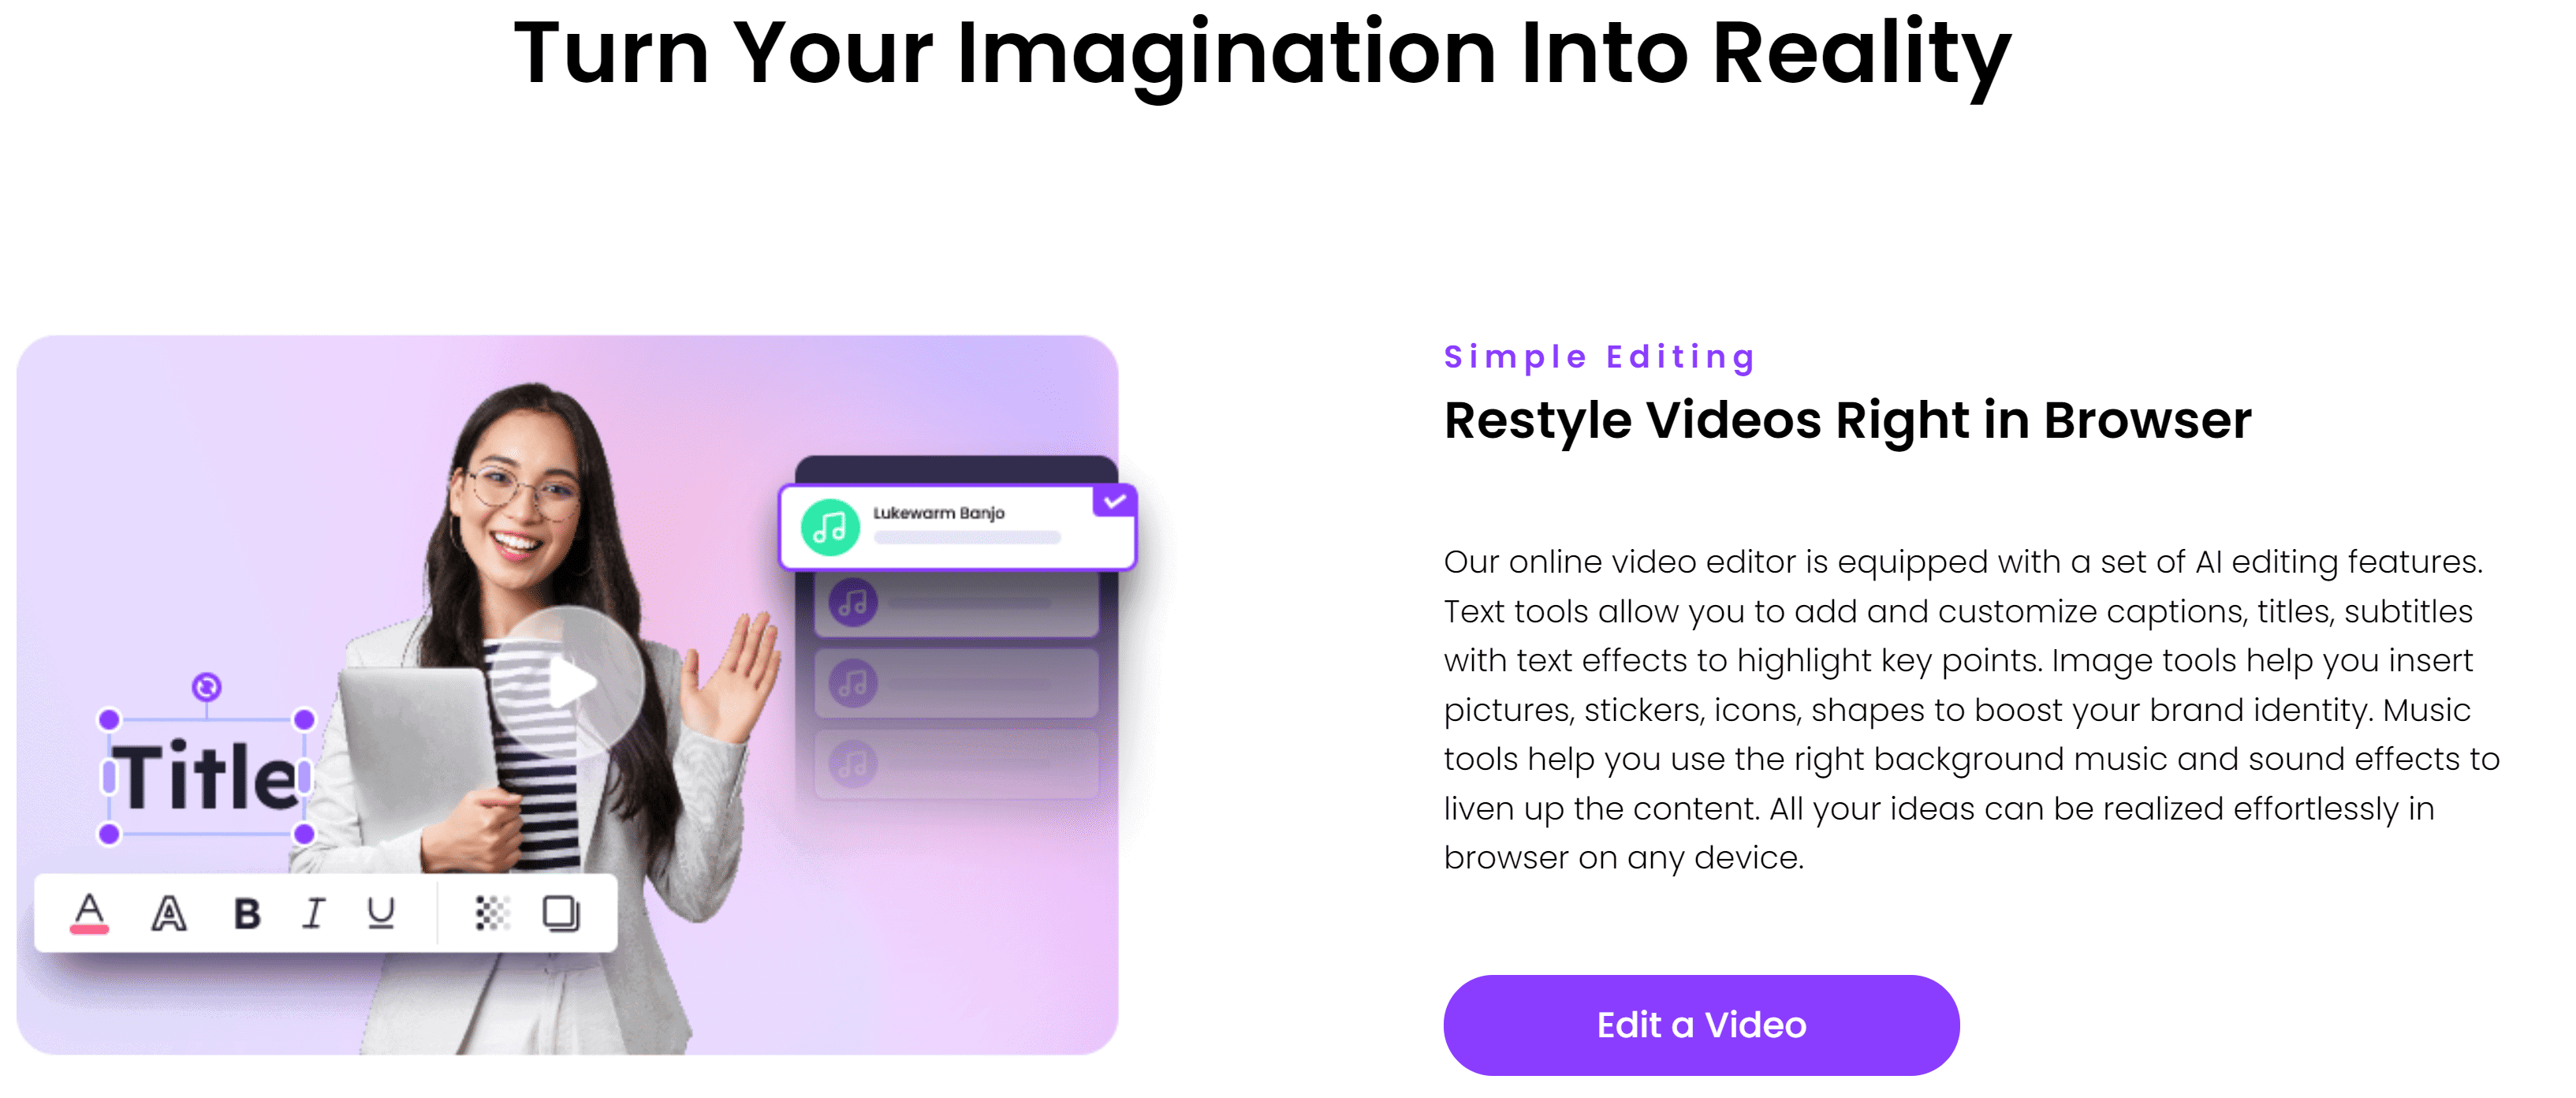 Turn Your Imagination Into Reality
Simple Editing
Restyle Videos Right in Browser
Lukewarm Banjo
Our online video editor is equipped with a set of AI editing features.
Text tools allow you to add and customize captions, titles, subtitles
with text effects to highlight key points. Image tools help you insert
pictures, stickers, icons, shapes to boost your brand identity. Music
tools help you use the right background music and sound effects to
liven up the content. All your ideas can be realized effortlessly in
browser on any device.
Title
A A B I U
Edit a Video